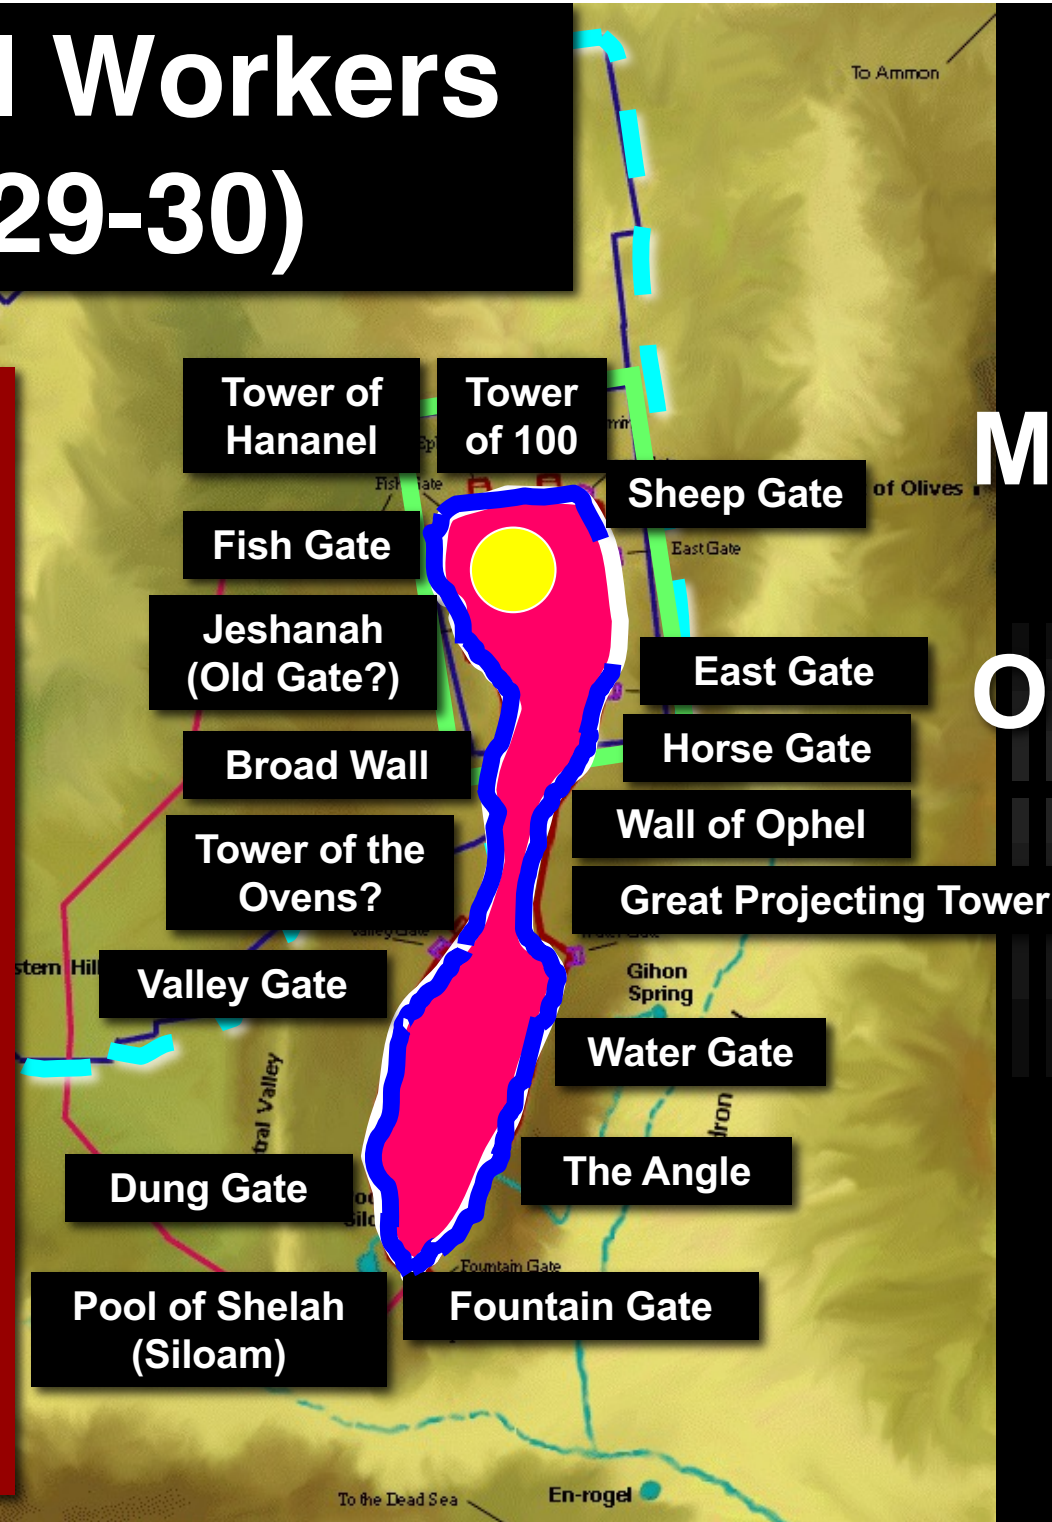 Workers
29-30)
To Ammon
Tower of
Hananel
Tower
of 100
Sheep Gate
of Olives
M
Fish Gate
East Gate
Jeshanah
(Old Gate?)
East Gate
O
Broad Wall
Horse Gate
Wall of Ophel
Tower of the
Ovens?
Great Projecting Tower
Valley Gate
Gihon
Spring
Water Gate
Dung Gate
The Angle
Fountain Gate
Pool of Shelah
(Siloam)
Fountain Gate
To the Dead Sea
En-rogel